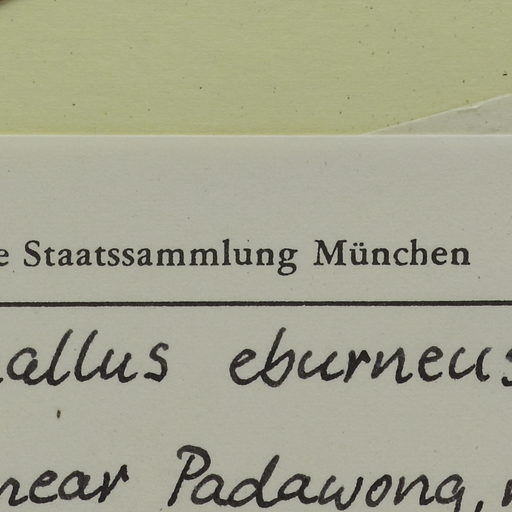 e Staatssammlung München
allus eburneus
near Padawong,